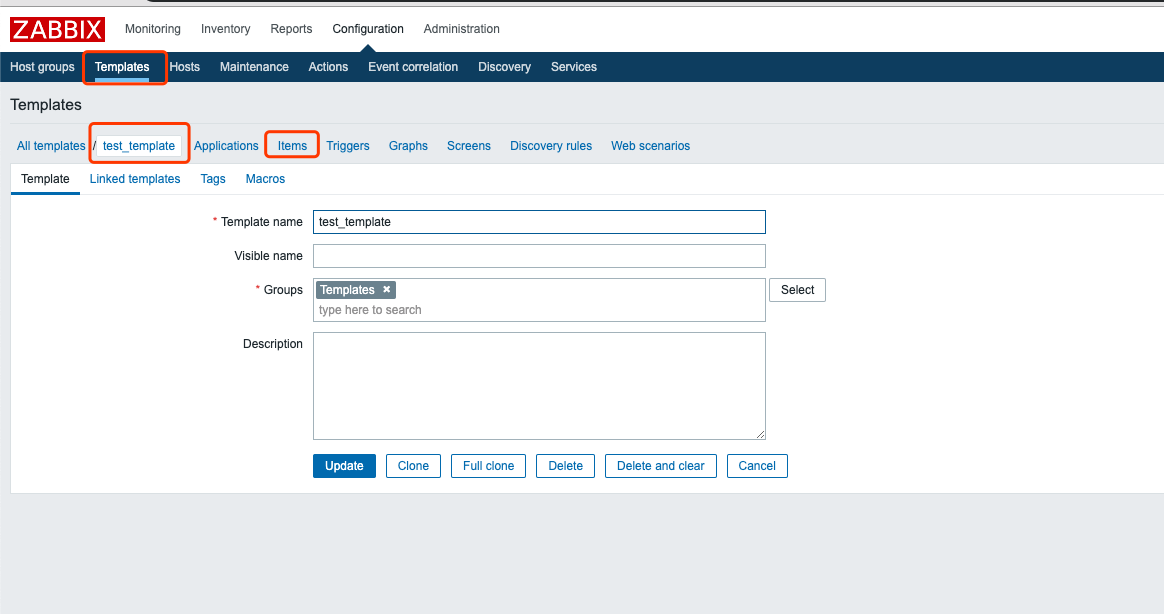 ZABBIX Monitoring Inventory Reports Configuration Administration
Host groups Templates Hosts Maintenance Actions Event correlation Discovery Services
Templates
All templates / test_template Applications Items Triggers Graphs Screens Discovery rules Web scenarios
Template Linked templates Tags Macros
* Template name test_template
Visible name
* Groups Templates ✖ Select
type here to search
Description
Update Clone Full clone Delete Delete and clear Cancel